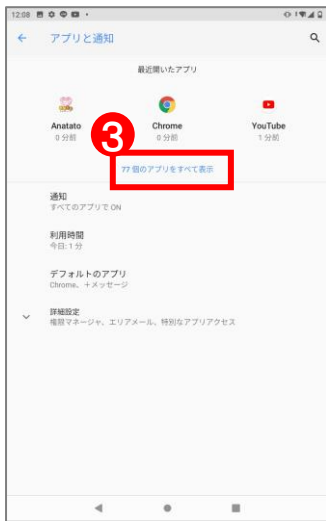 12:08
アプリと通知
最近開いたアプリ
Anatato
Chrome
YouTube
0 分前
0 分前
1 分前
3
77 個のアプリをすべて表示
通知
すべてのアプリで ON
利用時間
今日: 1 分
デフォルトのアプリ
Chrome、+メッセージ
詳細設定
権限マネージャ、エリアメール、特別なアプリアクセス